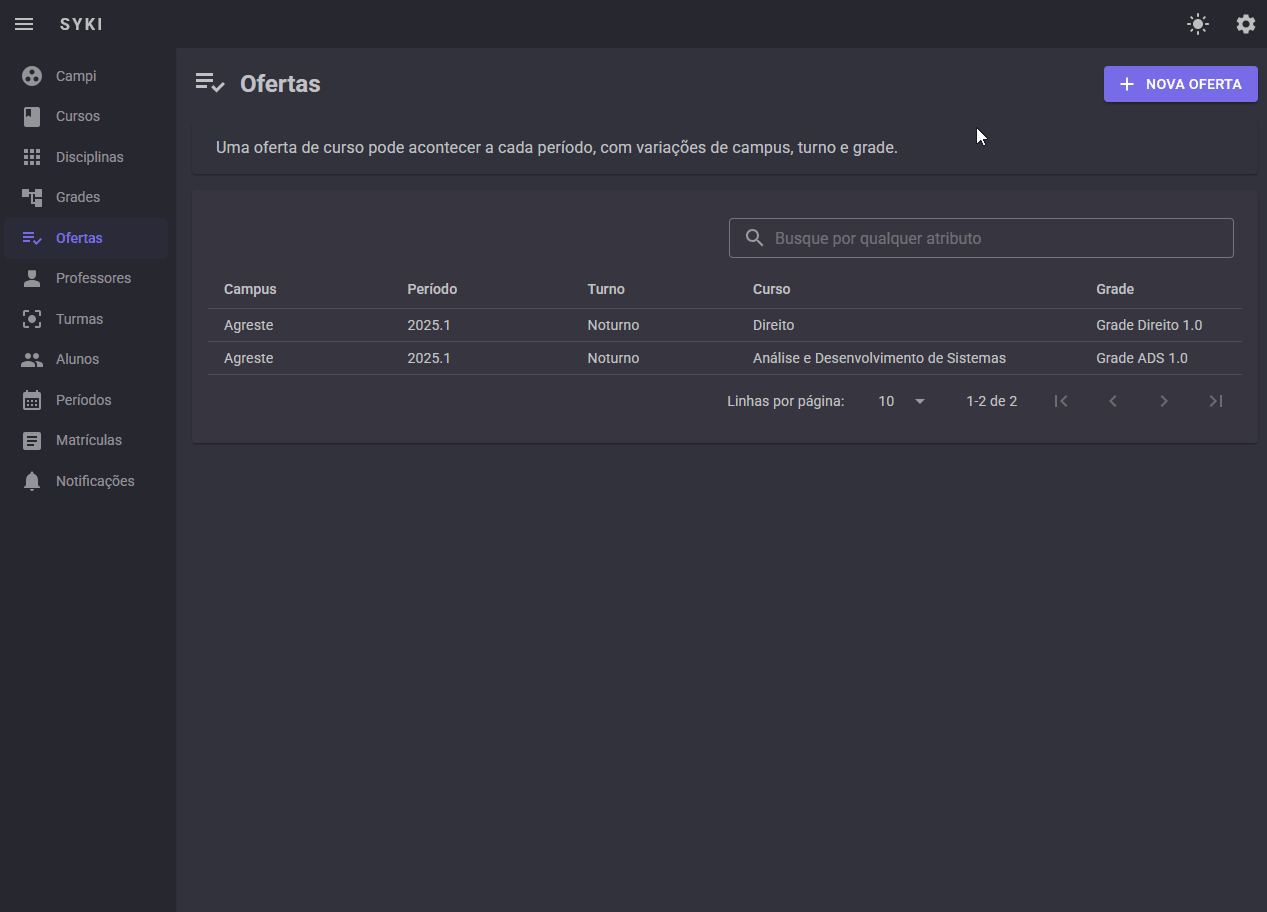 SYKI
Campi
Cursos
Disciplinas
Grades
Ofertas
Professores
Turmas
Alunos
Períodos
Matrículas
Notificações
Ofertas
NOVA OFERTA
Uma oferta de curso pode acontecer a cada período, com variações de campus, turno e grade.
Busque por qualquer atributo
Campus Período Turno Curso Grade
Agreste 2025.1 Noturno Direito Grade Direito 1.0
Agreste 2025.1 Noturno Análise e Desenvolvimento de Sistemas Grade ADS 1.0
Linhas por página: 10 1-2 de 2